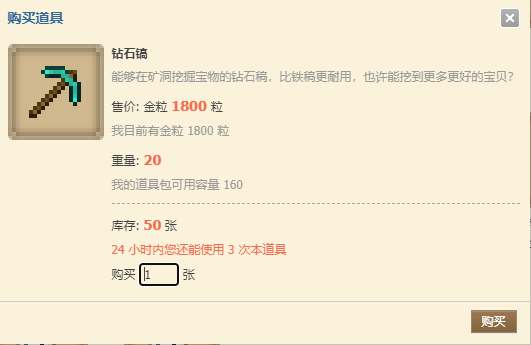 购买道具
钻石镐
能够在矿洞挖掘宝物的钻石稿，比铁稿更耐用，也许能挖到更多更好的宝贝？
售价: 金粒 1800 粒
我目前有金粒 1800 粒
重量: 20
我的道具包可用容量 160
库存: 50 张
24 小时内您还能使用 3 次本道具
购买 1 张
购买